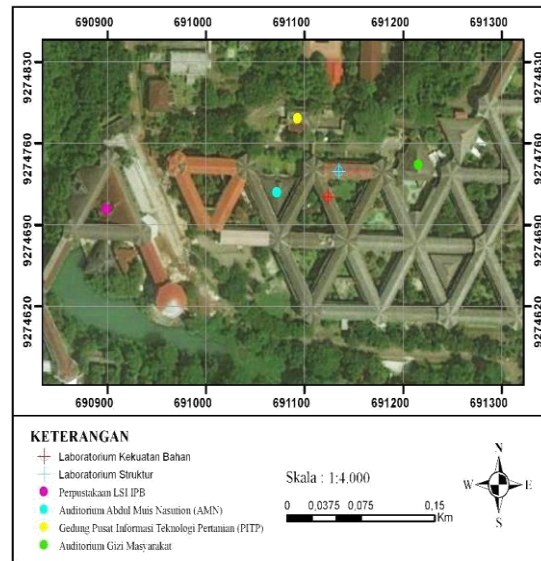 690900 691000 691100 691200 691300
9274830
9274760
9274690
9274620
9274830
9274760
9274690
9274620
690900 691000 691100 691200 691300
KETERANGAN
Laboratorium Kekuatan Bahan
Laboratorium Struktur
Perpustakaan LSI IPB
Auditorium Abdul Muis Nasution (AMN)
Gedung Pusat Informasi Teknologi Pertanian (PITP)
Auditorium Gizi Masyarakat
Skala : 1:4.000
0 0,0375 0,075 0,15
Km
N
W E
S